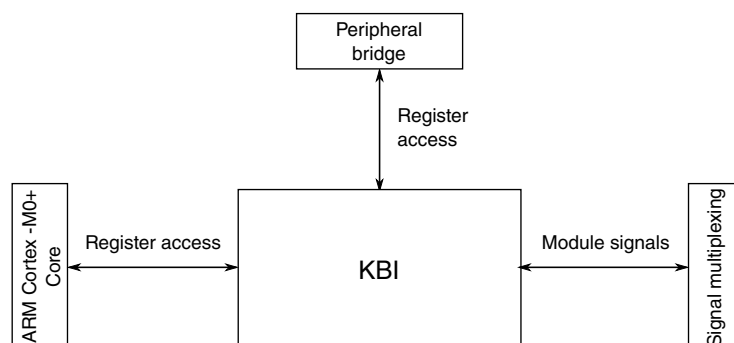 Peripheral
bridge
Register
access
ARM Cortex -M0+
Core
Register access
KBI
Module signals
Signal multiplexing